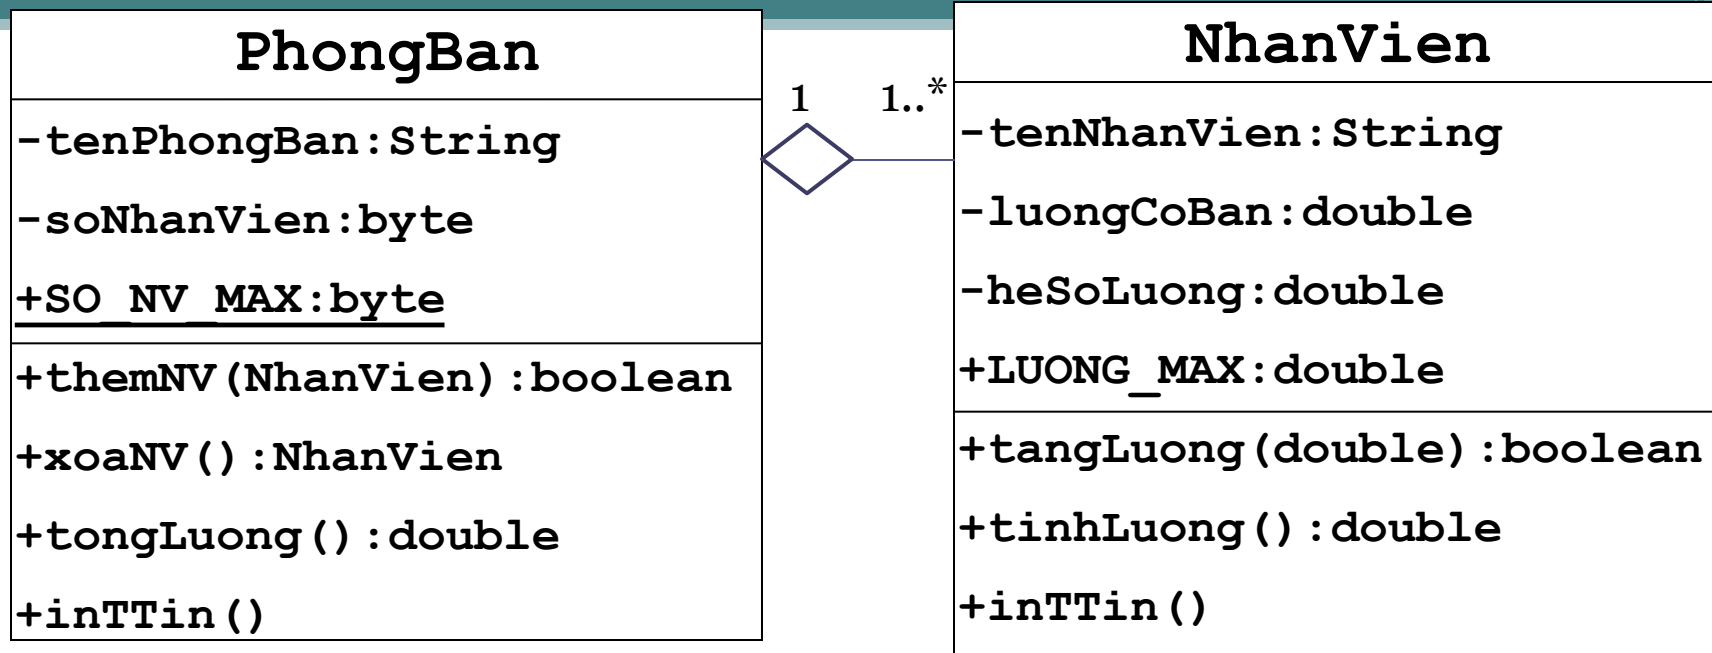 PhongBan
-tenPhongBan:String
-soNhanVien:byte
+SO_NV_MAX:byte
+themNV(NhanVien):boolean
+xoaNV():NhanVien
+tongLuong():double
+inTTin()
1 1..*
NhanVien
-tenNhanVien:String
-luongCoBan:double
-heSoLuong:double
+LUONG_MAX:double
+tangLuong(double):boolean
+tinhLuong():double
+inTTin()